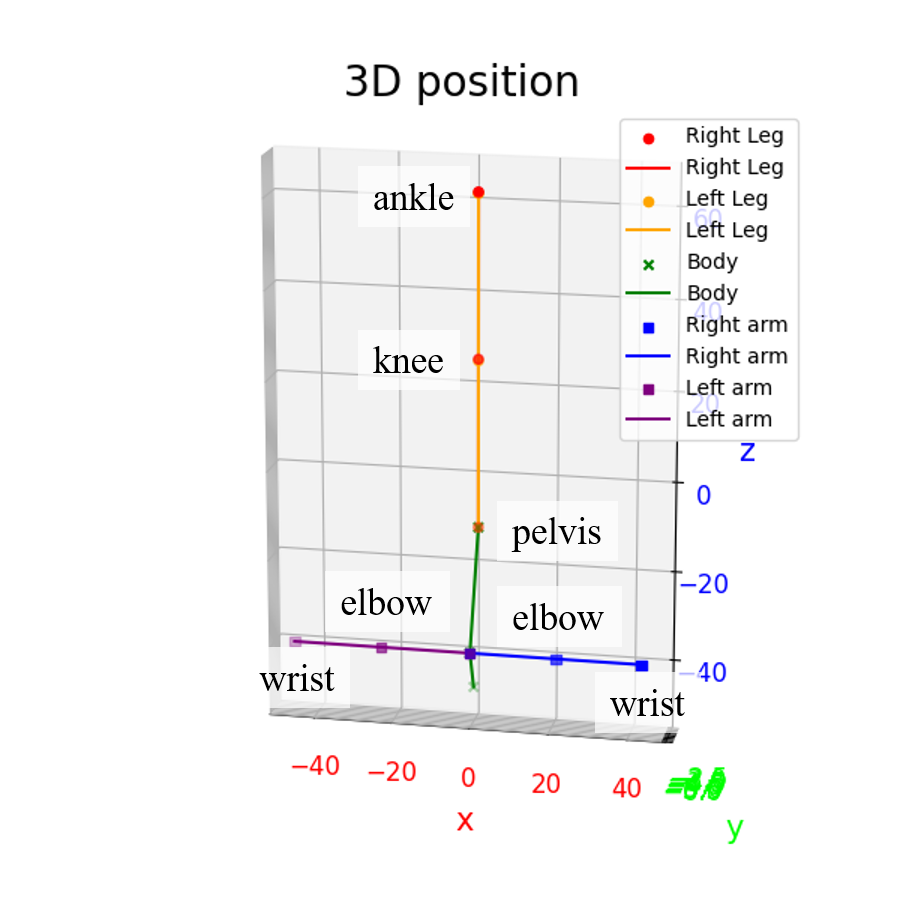 3D position
Right Leg
Right Leg
Left Leg
Left Leg
Body
Body
Right arm
Right arm
Left arm
Left arm
ankle
knee
pelvis
elbow
elbow
wrist
wrist
60
40
20
z
0
−20
−40
−40
−20
0
20
40
x
y